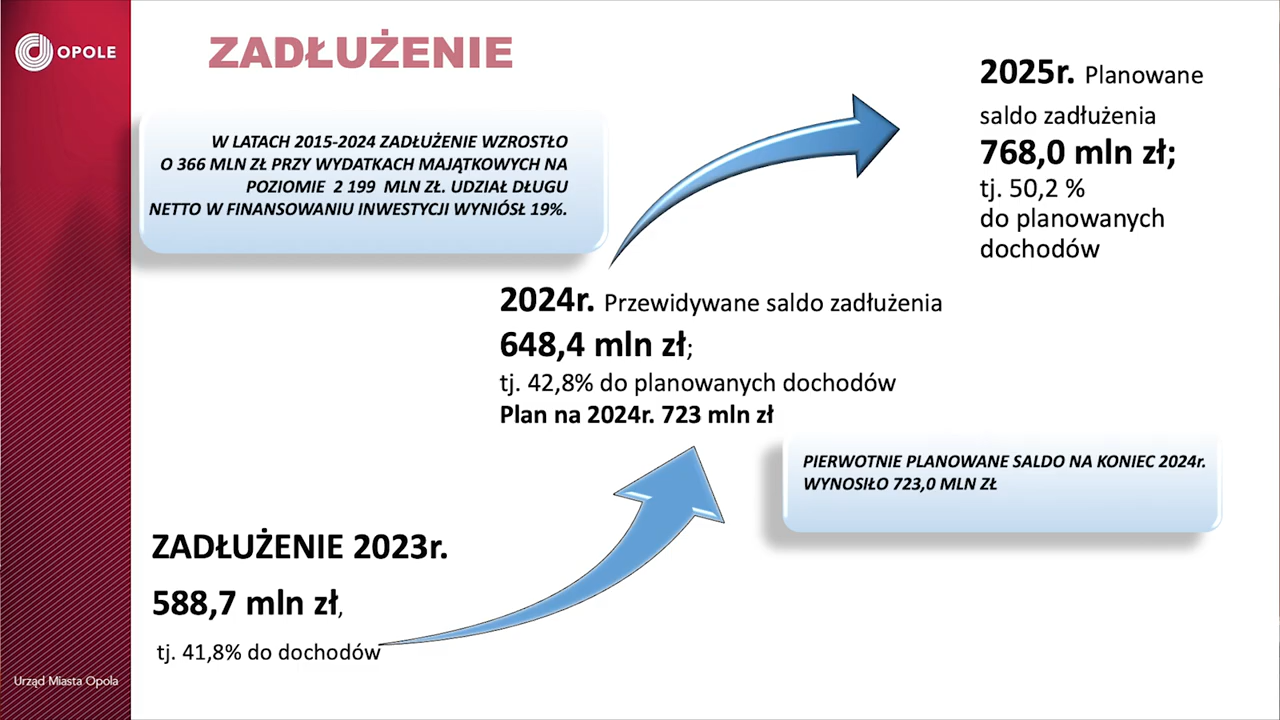 OPOLE
ZADŁUŻENIE
W LATACH 2015-2024 ZADŁUŻENIE WZROSTŁO
O 366 MLN ZŁ PRZY WYDATKACH MAJĄTKOWYCH NA
POZIOMIE 2 199 MLN ZŁ. UDZIAŁ DŁUGU
NETTO W FINANSOWANIU INWESTYCJI WYNIÓSŁ 19%.
2025r. Planowane
saldo zadłużenia
768,0 mln zł;
tj. 50,2 %
do planowanych
dochodów
2024r. Przewidywane saldo zadłużenia
648,4 mln zł;
tj. 42,8% do planowanych dochodów
Plan na 2024r. 723 mln zł
PIERWOTNIE PLANOWANE SALDO NA KONIEC 2024r.
WYNOSIŁO 723,0 MLN ZŁ
ZADŁUŻENIE 2023r.
588,7 mln zł,
tj. 41,8% do dochodów
Urząd Miasta Opola